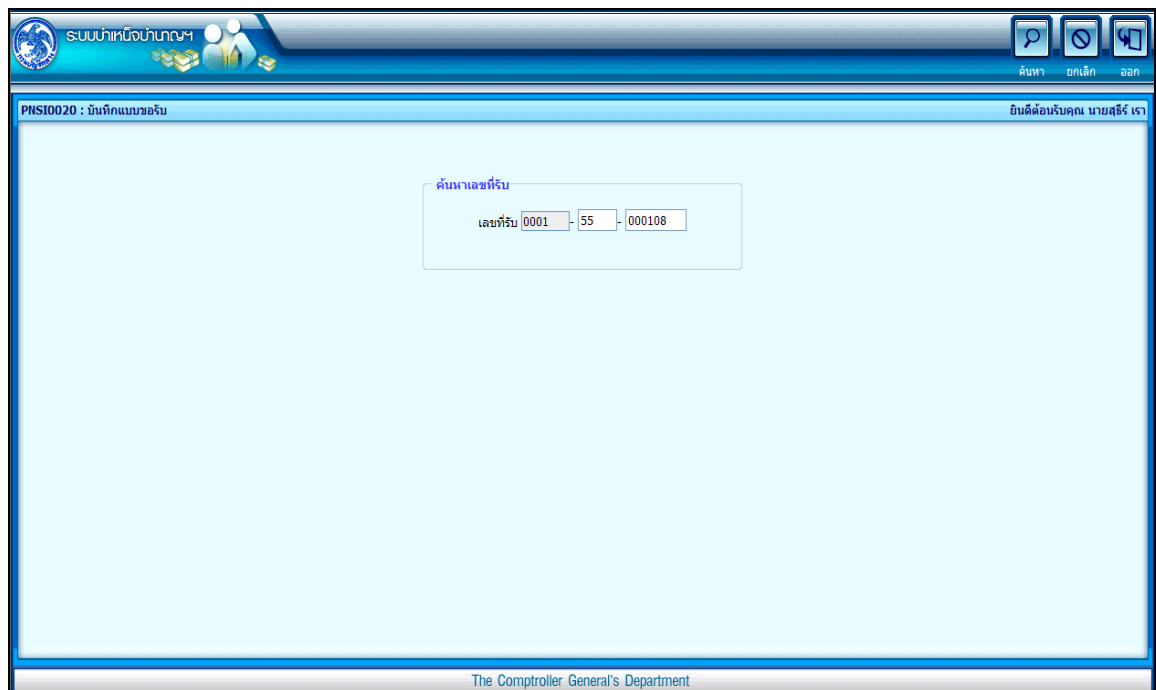 ระบบบำเหน็จบำนาญฯ
ค้นหา ยกเลิก ออก
PNSI0020 : บันทึกแบบขอรับ ยินดีต้อนรับคุณ นายสุธีร์ เรา
ค้นหาเลขที่รับ
เลขที่รับ 0001 - 55 - 000108
The Comptroller General's Department